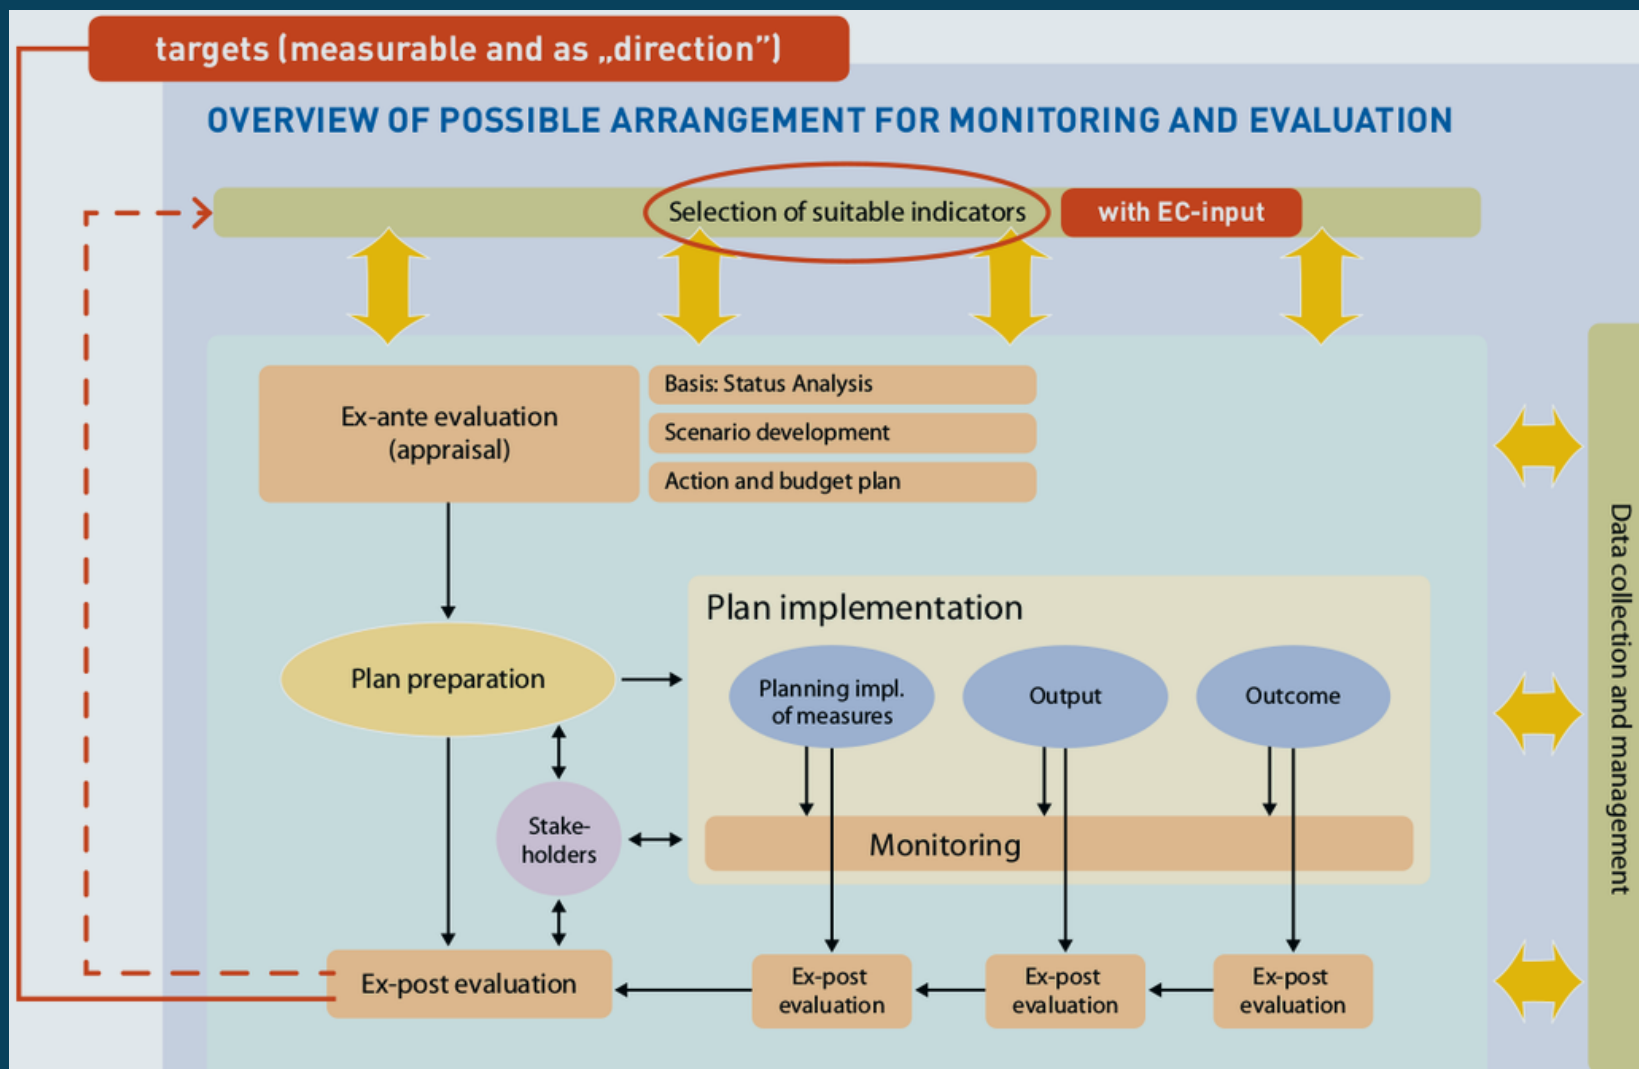 targets (measurable and as „direction”)
OVERVIEW OF POSSIBLE ARRANGEMENT FOR MONITORING AND EVALUATION
Selection of suitable indicators
with EC-input
Ex-ante evaluation
(appraisal)
Basis: Status Analysis
Scenario development
Action and budget plan
Data collection and management
Plan implementation
Plan preparation
Planning impl.
of measures
Output
Outcome
Stake-
holders
Monitoring
Ex-post evaluation
Ex-post
evaluation
Ex-post
evaluation
Ex-post
evaluation